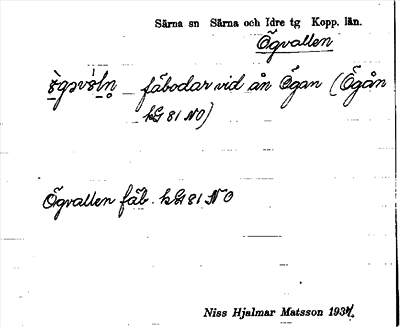 Särna sn Särna och Idre tg Kopp. län.
Ögvallen
fäbodar vid ån Ögan (Ögån
kG 81 NO)
Ögvallen fäb. kG 81 NO
Niss Hjalmar Matsson 1937.